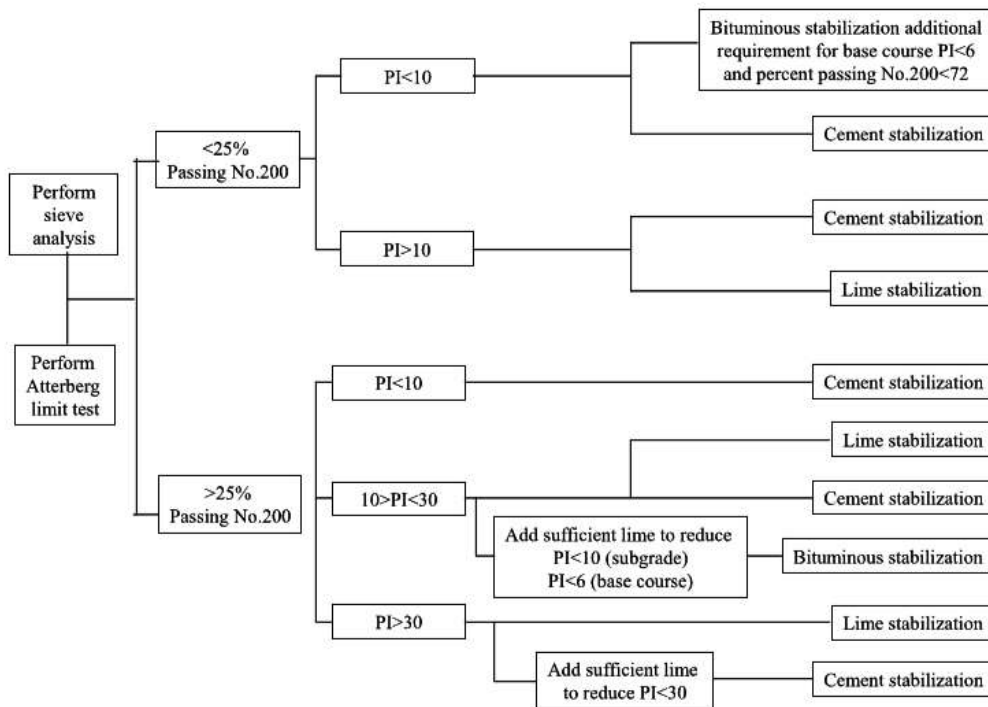 Perform
sieve
analysis
Perform
Atterberg
limit test
<25%
Passing No.200
PI<10
Bituminous stabilization additional
requirement for base course PI<6
and percent passing No.200<72
Cement stabilization
PI>10
Cement stabilization
Lime stabilization
>25%
Passing No.200
PI<10
Cement stabilization
10>PI<30
Lime stabilization
Cement stabilization
Add sufficient lime to reduce
PI<10 (subgrade)
PI<6 (base course)
Bituminous stabilization
PI>30
Lime stabilization
Add sufficient lime
to reduce PI<30
Cement stabilization